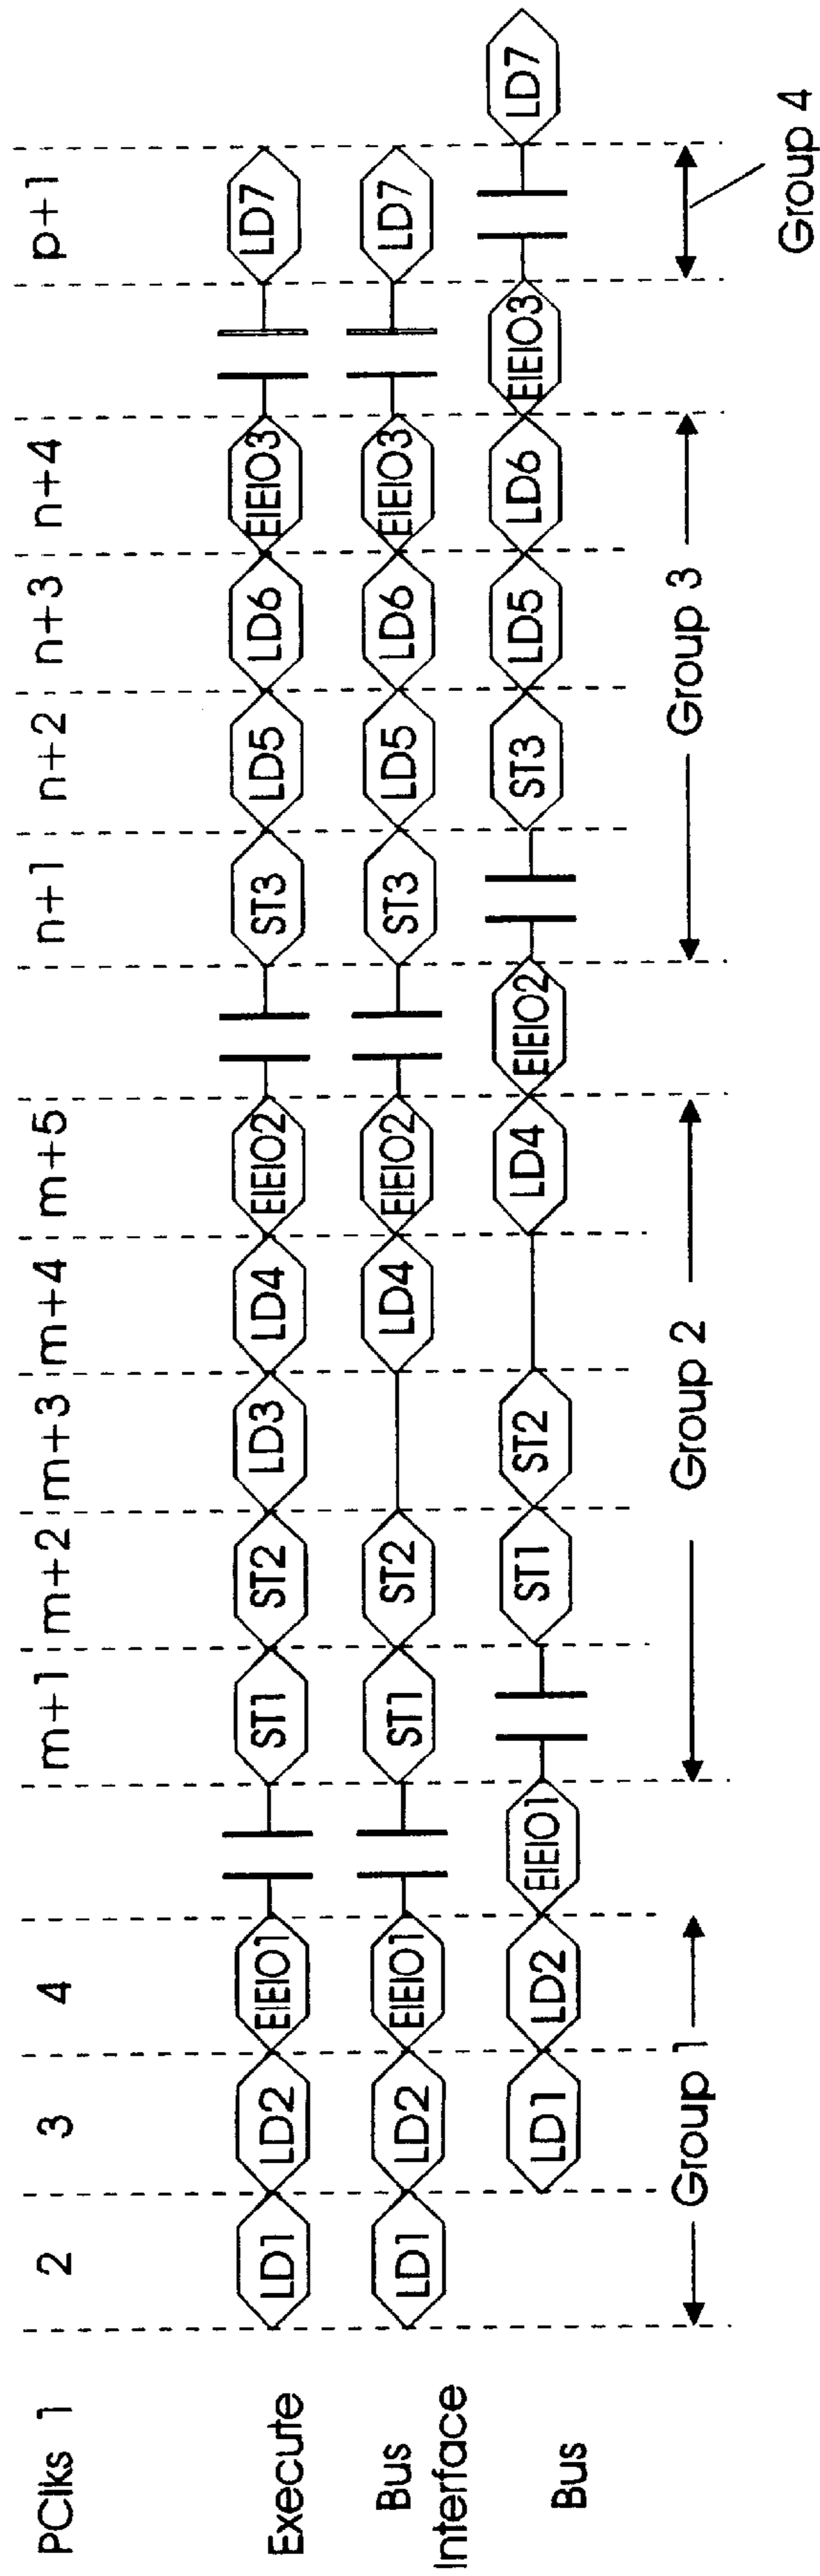 PClks 1 2 3 4 m+1 m+2 m+3 m+4 m+5 n+1 n+2 n+3 n+4 p+1
Execute LD1 LD2 EIEIO1 ST1 ST2 LD3 LD4 EIEIO2 ST3 LD5 LD6 EIEIO3 LD7
Bus
Interface LD1 LD2 EIEIO1 ST1 ST2 LD4 EIEIO2 ST3 LD5 LD6 EIEIO3 LD7
Bus LD1 LD2 EIEIO1 ST1 ST2 LD4 EIEIO2 ST3 LD5 LD6 EIEIO3 LD7
Group 1 Group 2 Group 3
Group 4